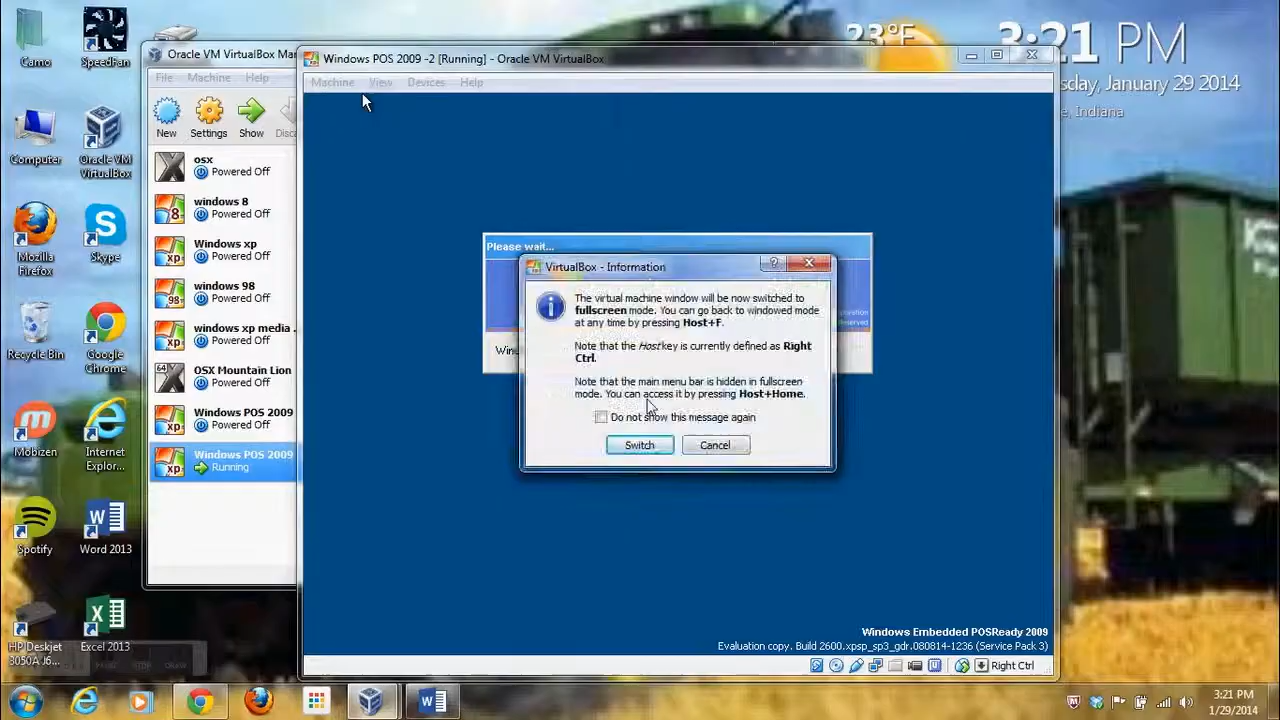 Camo
SpeedFan
Computer
Oracle VM
VirtualBox
Mozilla
Firefox
Skype
Recycle Bin
Google
Chrome
Mobizen
Internet
Explor...
Spotify
Word 2013
HP Deskjet
3050A J6...
Excel 2013
23°F
3:21 PM
sday, January 29 2014
e, Indiana
Oracle VM VirtualBox Ma
File Machine Help
New
Settings
Show
Disca
osx
Powered Off
windows 8
Powered Off
Windows xp
Powered Off
windows 98
Powered Off
windows xp media .
Powered Off
64
OSX Mountain Lion
Powered Off
Windows POS 2009
Powered Off
Windows POS 2009
Running
Windows POS 2009 -2 [Running] - Oracle VM VirtualBox
Machine View Devices Help
Please wait...
poration
Reserved
Wind
VirtualBox - Information
The virtual machine window will be now switched to
fullscreen mode. You can go back to windowed mode
at any time by pressing Host+F.
Note that the Host key is currently defined as Right
Ctrl.
Note that the main menu bar is hidden in fullscreen
mode. You can access it by pressing Host+Home.
Do not show this message again
Switch
Cancel
Windows Embedded POSReady 2009
Evaluation copy. Build 2600.xpsp_sp3_gdr.080814-1236 (Service Pack 3)
Right Ctrl
3:21 PM
1/29/2014